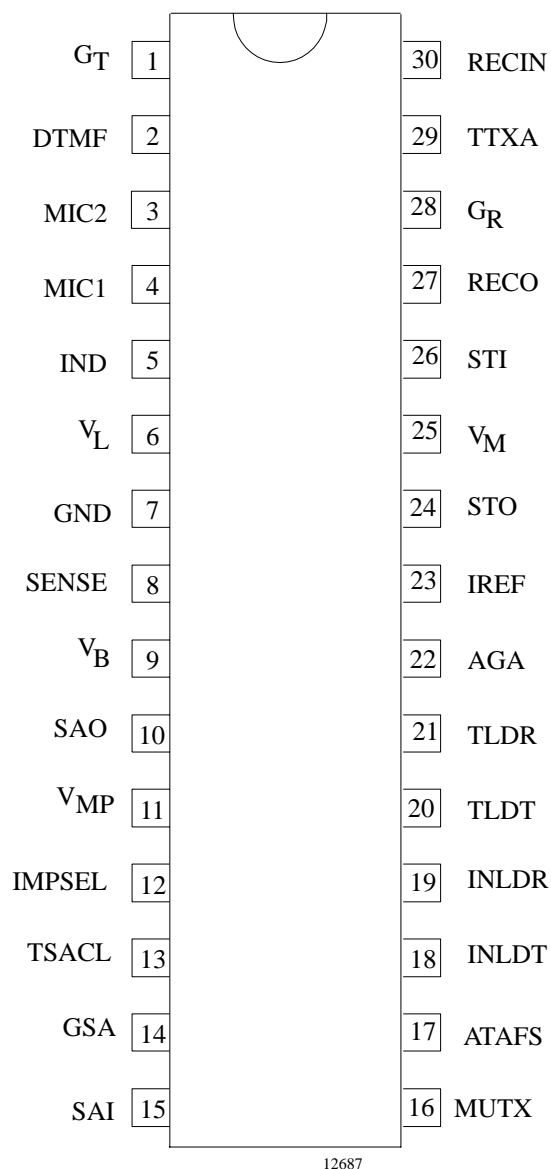 GT 1 30 RECIN
DTMF 2 29 TTXA
MIC2 3 28 GR
MIC1 4 27 RECO
IND 5 26 STI
VL 6 25 VM
GND 7 24 STO
SENSE 8 23 IREF
VB 9 22 AGA
SAO 10 21 TLDR
VMP 11 20 TLDT
IMPSEL 12 19 INLDR
TSACL 13 18 INLDT
GSA 14 17 ATAFS
SAI 15 16 MUTX
12687